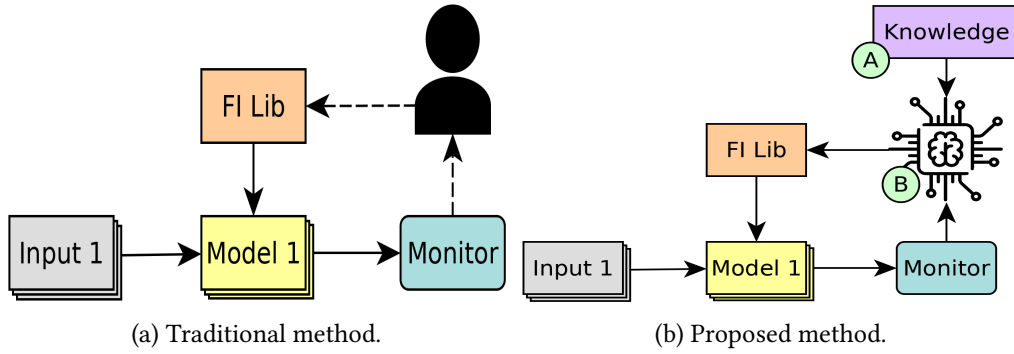 FI Lib
Input 1
Model 1
Monitor
(a) Traditional method.
Knowledge
A
FI Lib
B
Input 1
Model 1
Monitor
(b) Proposed method.